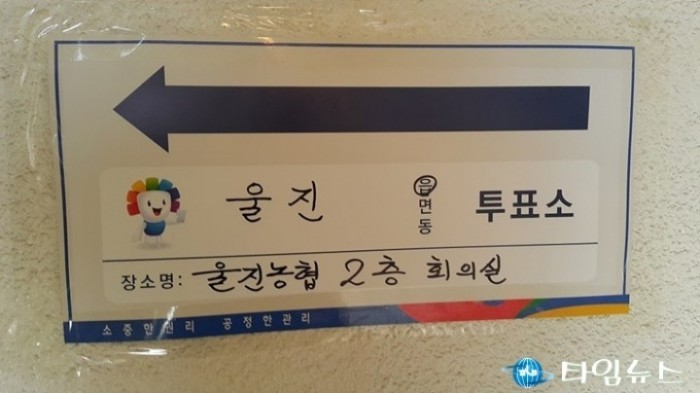 울진 읍면동 투표소
장소명: 울진농협 2층 회의실
소중한권리 공정한관리
타임뉴스